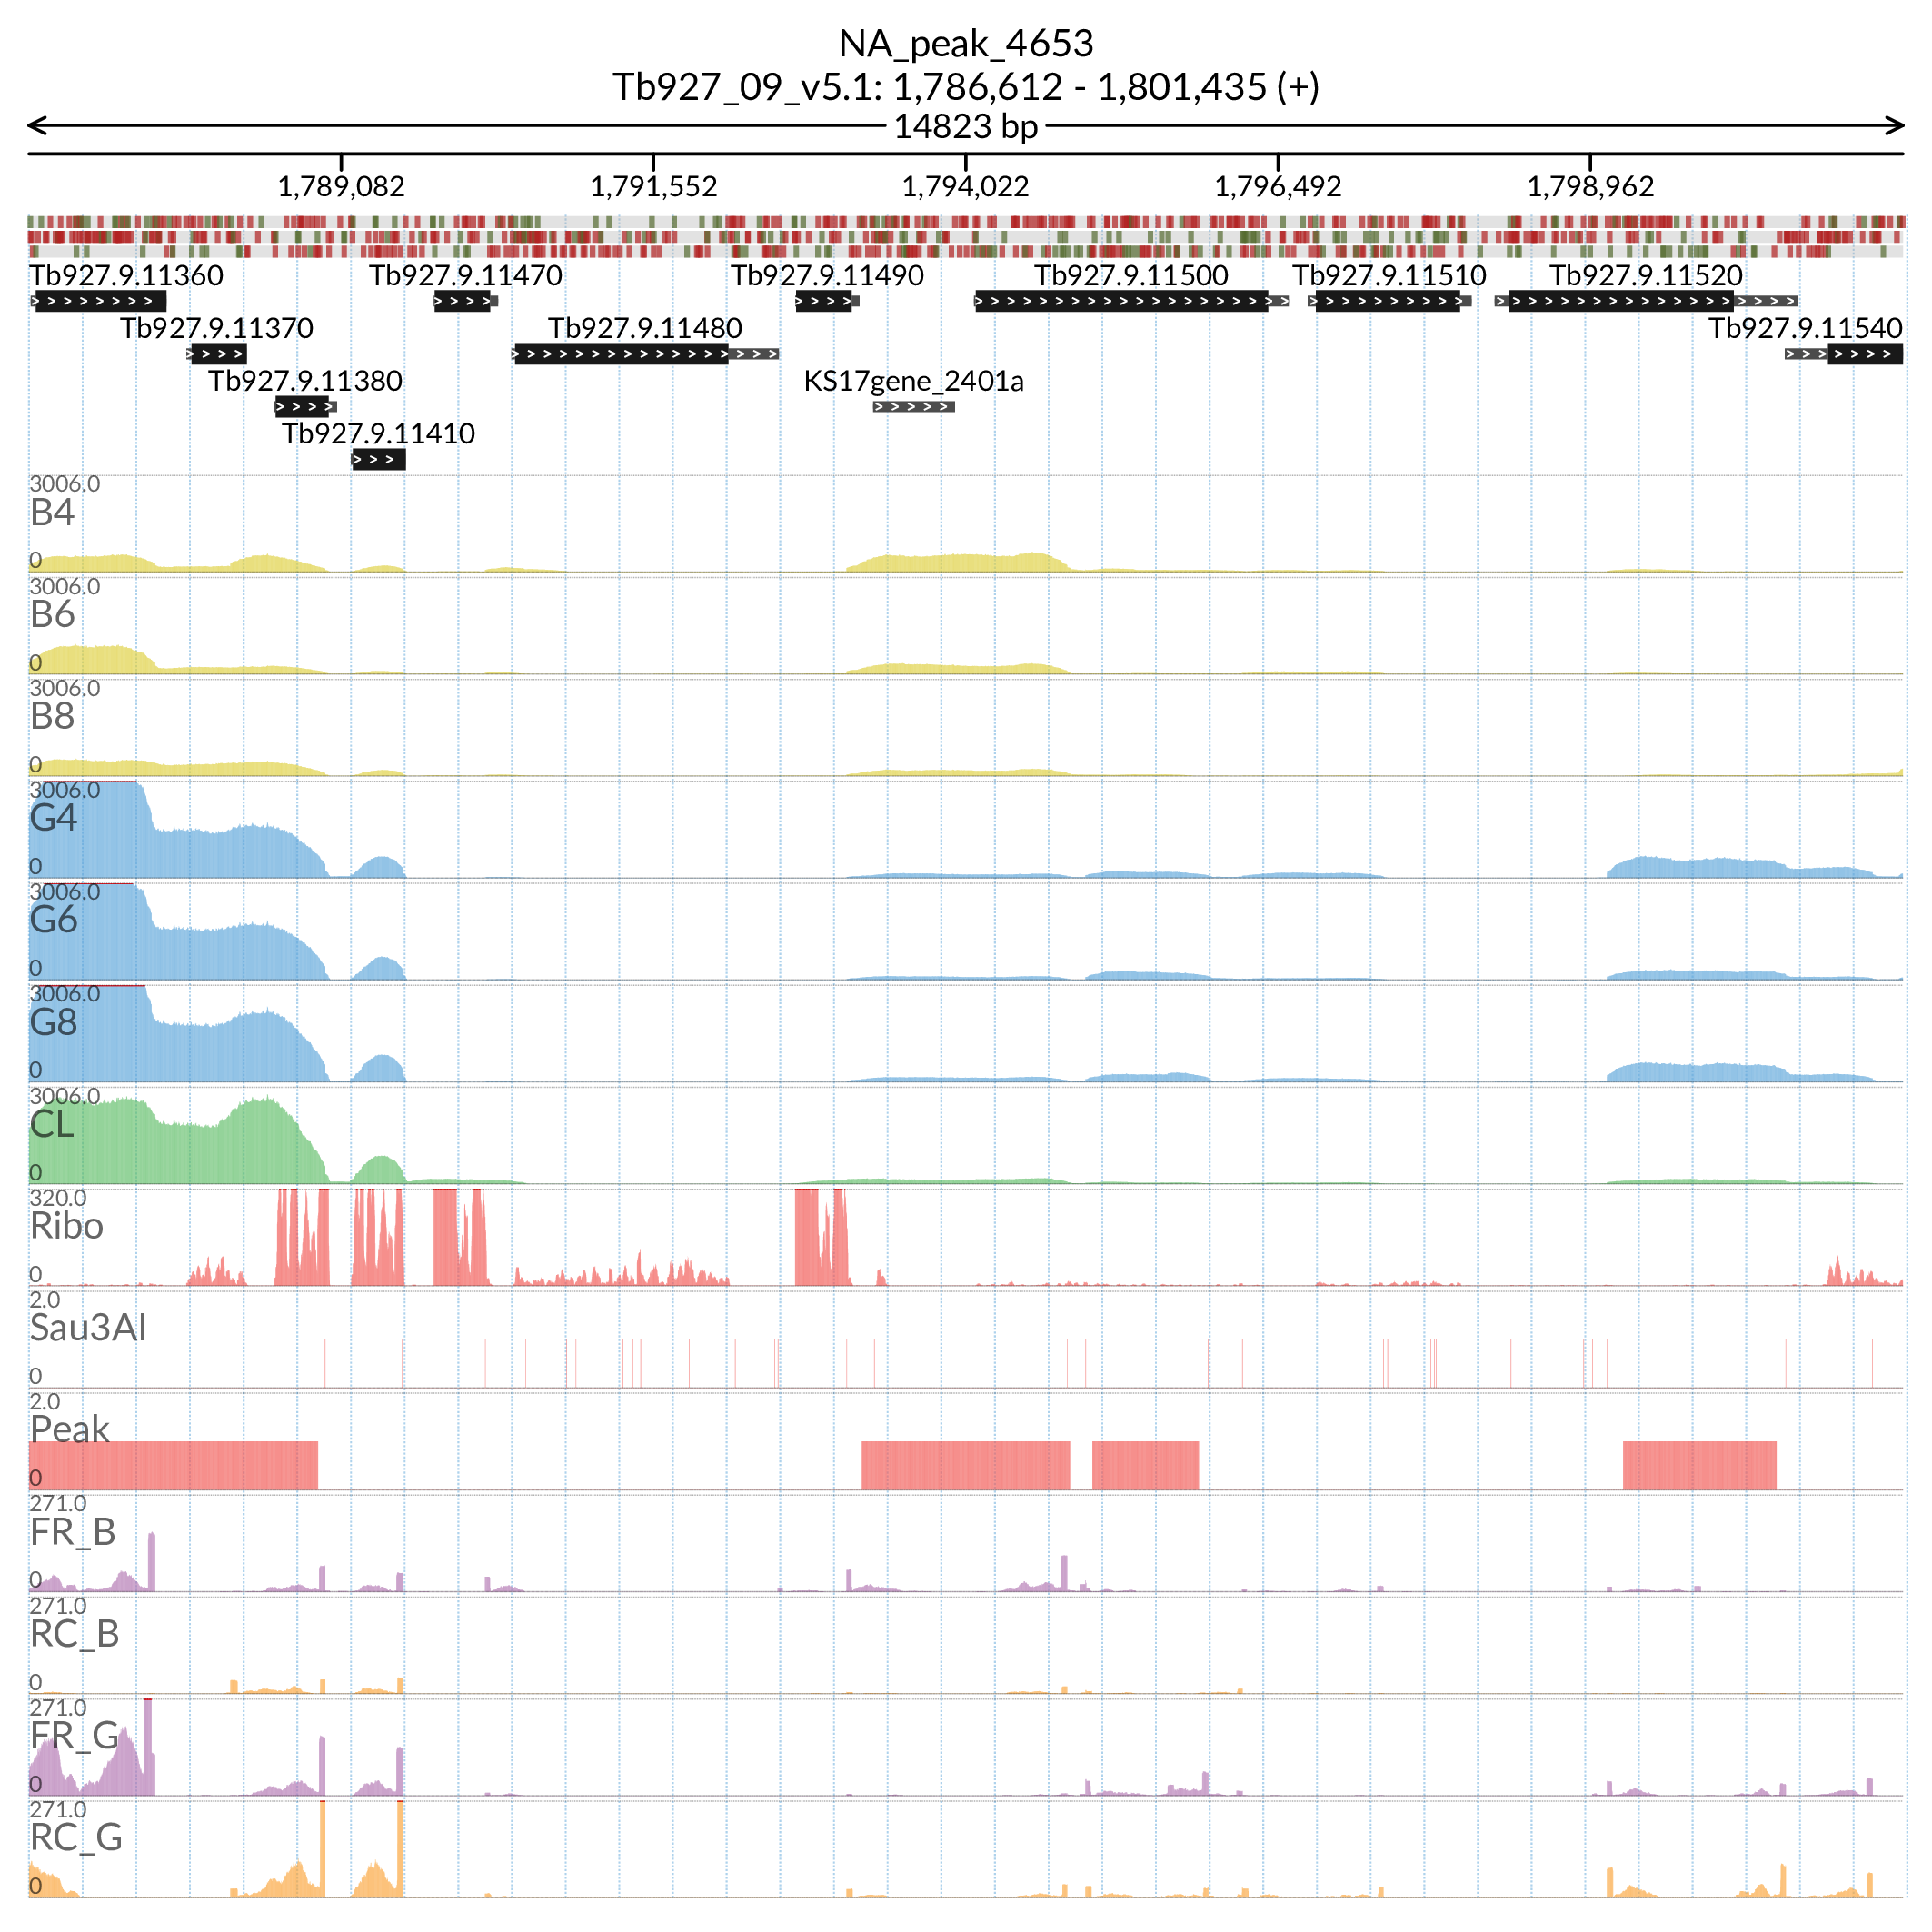 NA_peak_4653
Tb927_09_v5.1: 1,786,612 - 1,801,435 (+)
14823 bp
1,789,082 1,791,552 1,794,022 1,796,492 1,798,962
Tb927.9.11360 Tb927.9.11470 Tb927.9.11490 Tb927.9.11500 Tb927.9.11510 Tb927.9.11520
Tb927.9.11370 Tb927.9.11480 Tb927.9.11540
Tb927.9.11380 KS17gene_2401a
Tb927.9.11410
3006.0
B4
0
3006.0
B6
0
3006.0
B8
0
3006.0
G4
0
3006.0
G6
0
3006.0
G8
0
3006.0
CL
0
320.0
Ribo
0
2.0
Sau3AI
0
2.0
Peak
0
271.0
FR_B
0
271.0
RC_B
0
271.0
FR_G
0
271.0
RC_G
0